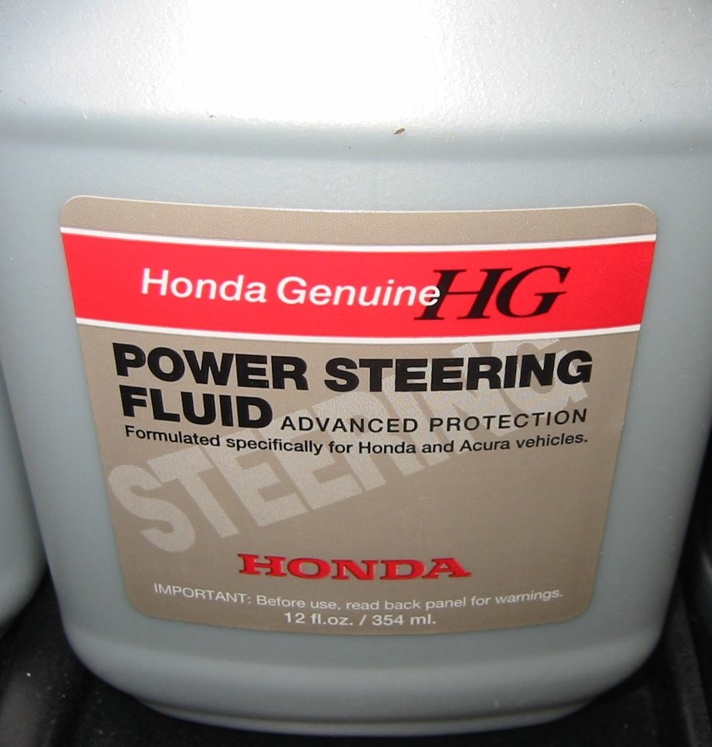 Honda Genuine HG
POWER STEERING
FLUID ADVANCED PROTECTION
Formulated specifically for Honda and Acura vehicles.
STEERING
HONDA
IMPORTANT: Before use, read back panel for warnings.
12 fl.oz. / 354 ml.